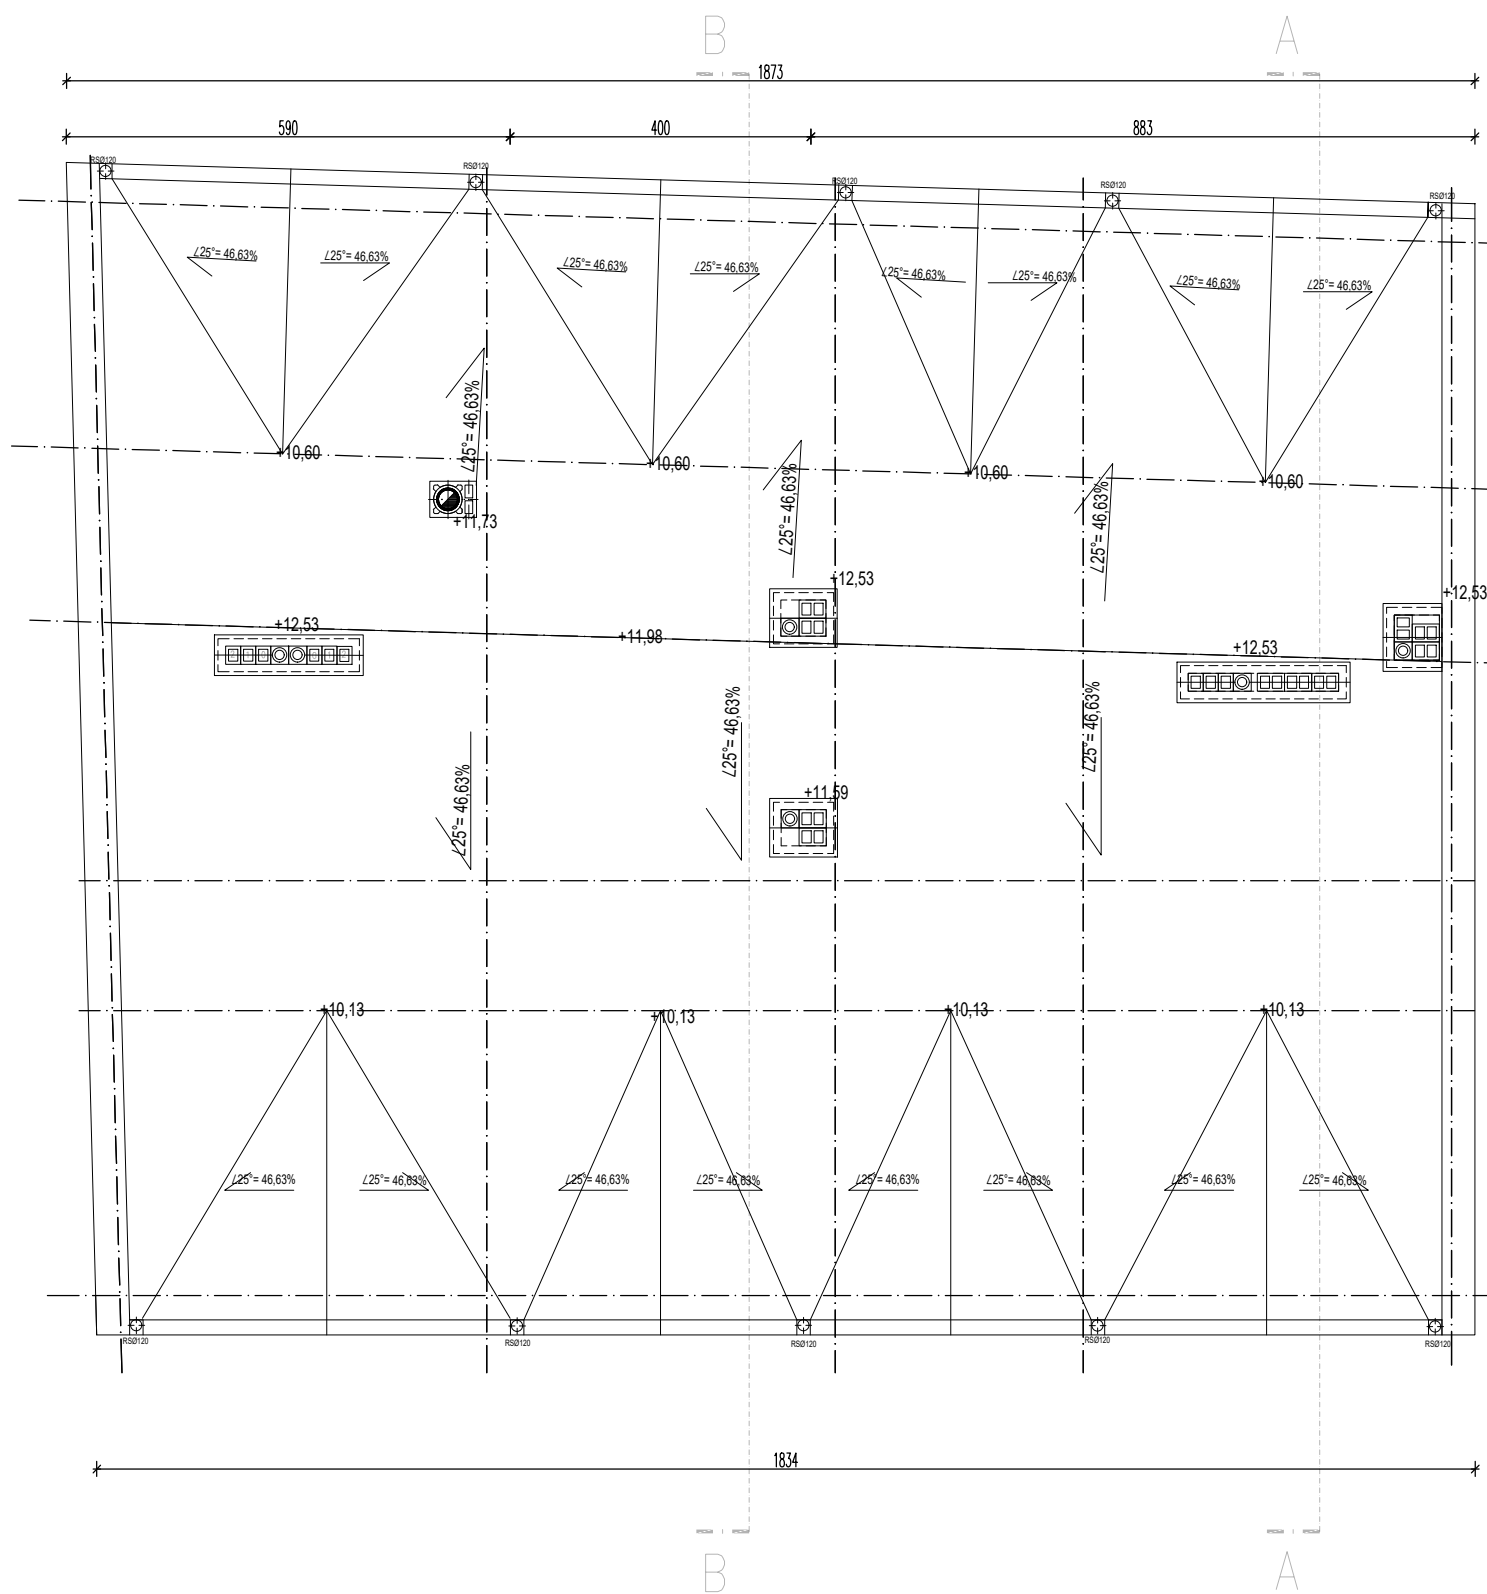 B A
1873
590 400 883
RSØ120 RSØ120 RSØ120 RSØ120 RSØ120
∠25°= 46,63% ∠25°= 46,63% ∠25°= 46,63% ∠25°= 46,63% ∠25°= 46,63% ∠25°= 46,63% ∠25°= 46,63% ∠25°= 46,63%
∠25°= 46,63%
+10,60 +10,60 +10,60 +10,60
∠25°= 46,63% ∠25°= 46,63%
+11,73
+12,53 +12,53
+12,53 +11,98 +12,53
∠25°= 46,63% ∠25°= 46,63% ∠25°= 46,63%
+11,59
+10,13 +10,13 +10,13 +10,13
∠25°= 46,63% ∠25°= 46,63% ∠25°= 46,63% ∠25°= 46,63% ∠25°= 46,63% ∠25°= 46,63% ∠25°= 46,63% ∠25°= 46,63%
RSØ120 RSØ120 RSØ120 RSØ120 RSØ120
1834
B A